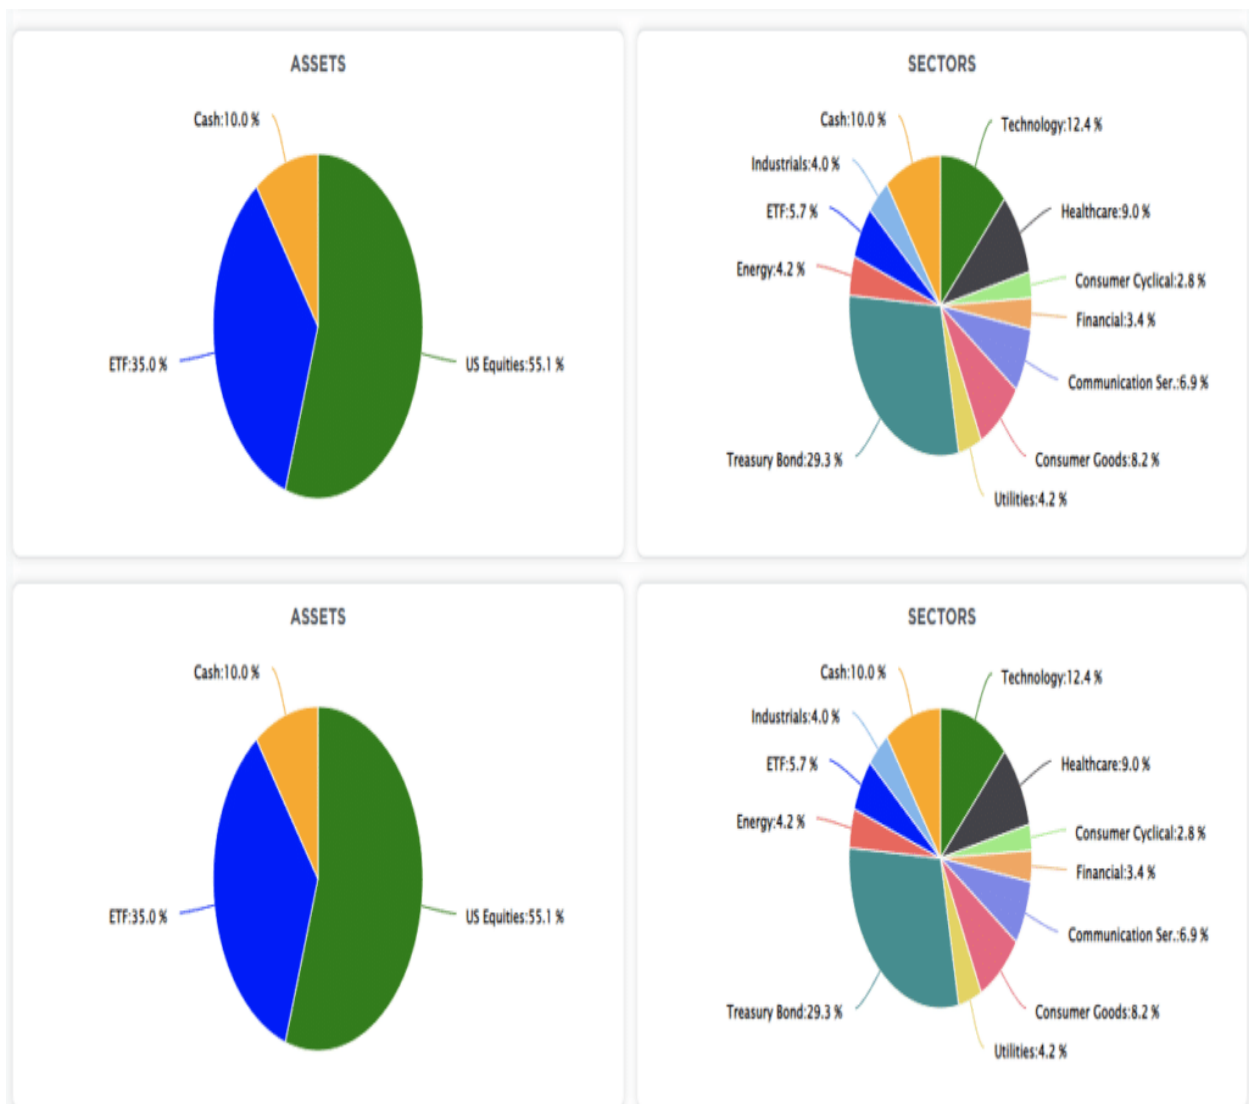 ASSETS
Cash:10.0 %
ETF:35.0 %
US Equities:55.1 %
SECTORS
Cash:10.0 %
Technology:12.4 %
Industrials:4.0 %
ETF:5.7 %
Healthcare:9.0 %
Energy:4.2 %
Consumer Cyclical:2.8 %
Financial:3.4 %
Communication Ser.:6.9 %
Treasury Bond:29.3 %
Consumer Goods:8.2 %
Utilities:4.2 %
ASSETS
Cash:10.0 %
ETF:35.0 %
US Equities:55.1 %
SECTORS
Cash:10.0 %
Technology:12.4 %
Industrials:4.0 %
ETF:5.7 %
Healthcare:9.0 %
Energy:4.2 %
Consumer Cyclical:2.8 %
Financial:3.4 %
Communication Ser.:6.9 %
Treasury Bond:29.3 %
Consumer Goods:8.2 %
Utilities:4.2 %